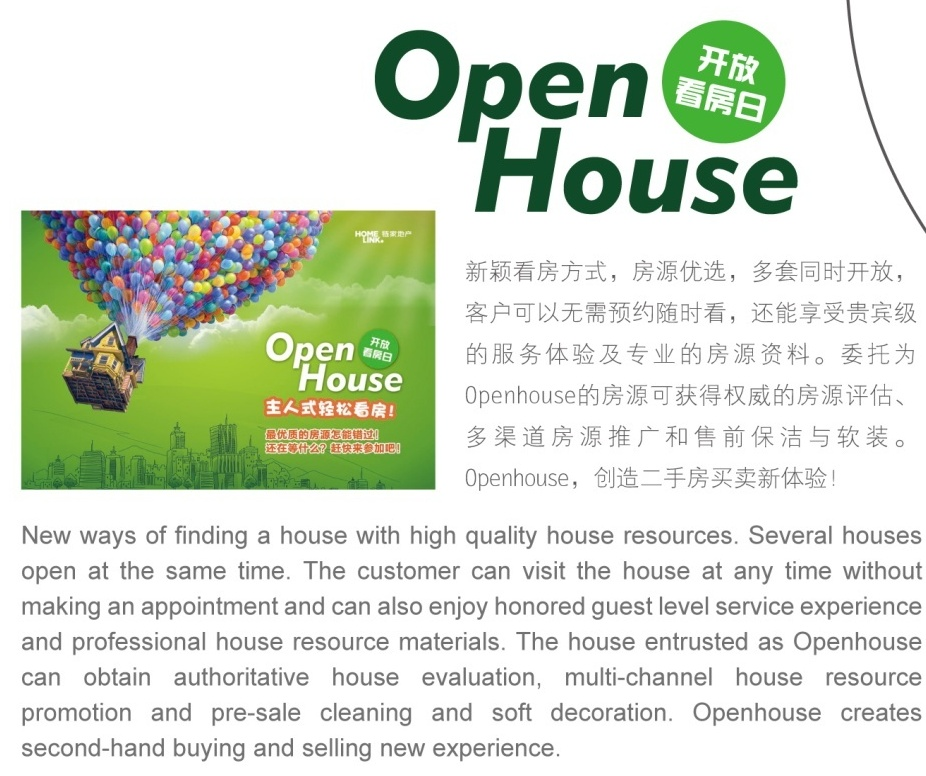 Open
House
开放
看房日
HOME
LINK
链家地产
Open
House
开放
看房日
主人式轻松看房！
最优质的房源怎能错过！
还在等什么？赶快来参加吧！
新颖看房方式，房源优选，多套同时开放，
客户可以无需预约随时看，还能享受贵宾级
的服务体验及专业的房源资料。委托为
Openhouse的房源可获得权威的房源评估、
多渠道房源推广和售前保洁与软装。
Openhouse，创造二手房买卖新体验！
New ways of finding a house with high quality house resources. Several houses
open at the same time. The customer can visit the house at any time without
making an appointment and can also enjoy honored guest level service experience
and professional house resource materials. The house entrusted as Openhouse
can obtain authoritative house evaluation, multi-channel house resource
promotion and pre-sale cleaning and soft decoration. Openhouse creates
second-hand buying and selling new experience.